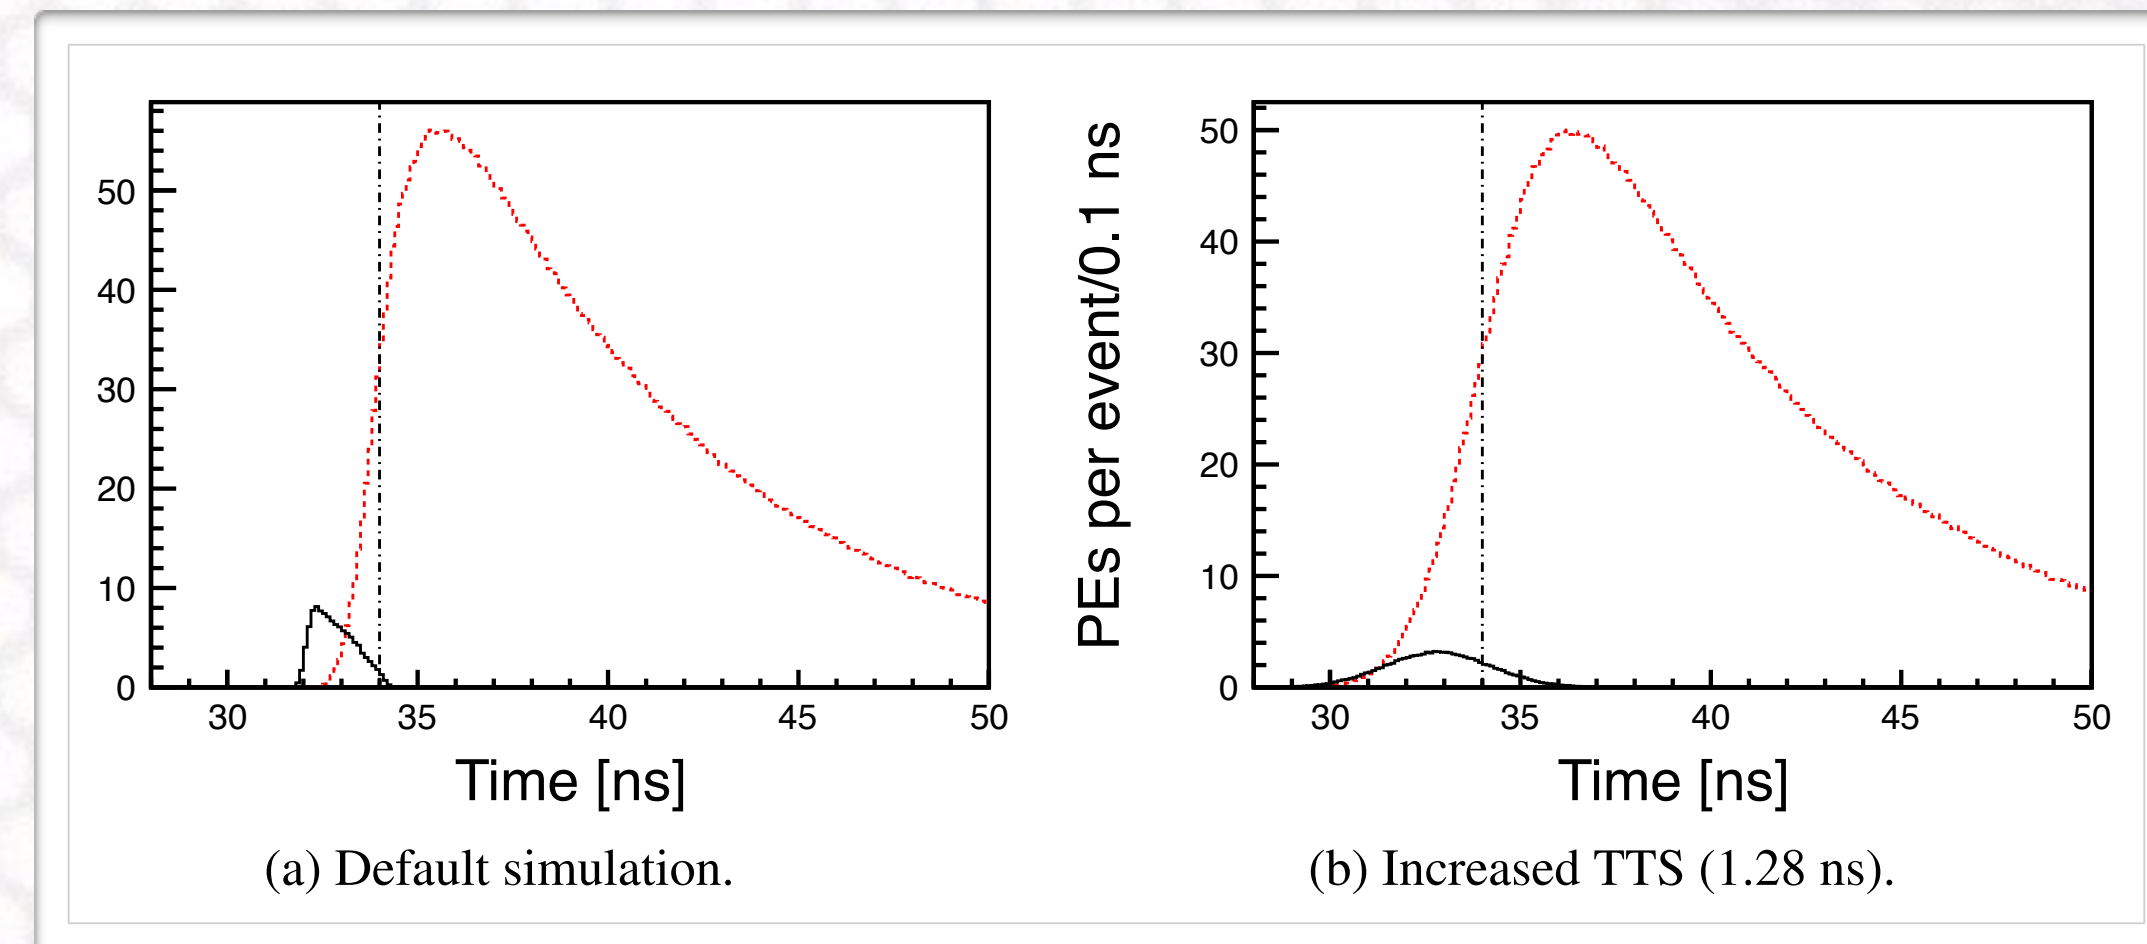 50
40
30
20
10
0
30 35 40 45 50
Time [ns]
(a) Default simulation.
PEs per event/0.1 ns
50
40
30
20
10
0
30 35 40 45 50
Time [ns]
(b) Increased TTS (1.28 ns).